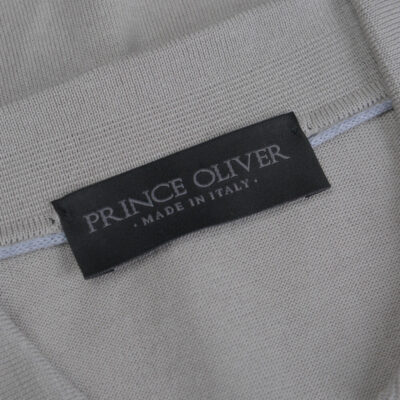 PRINCE OLIVER
· MADE IN ITALY ·